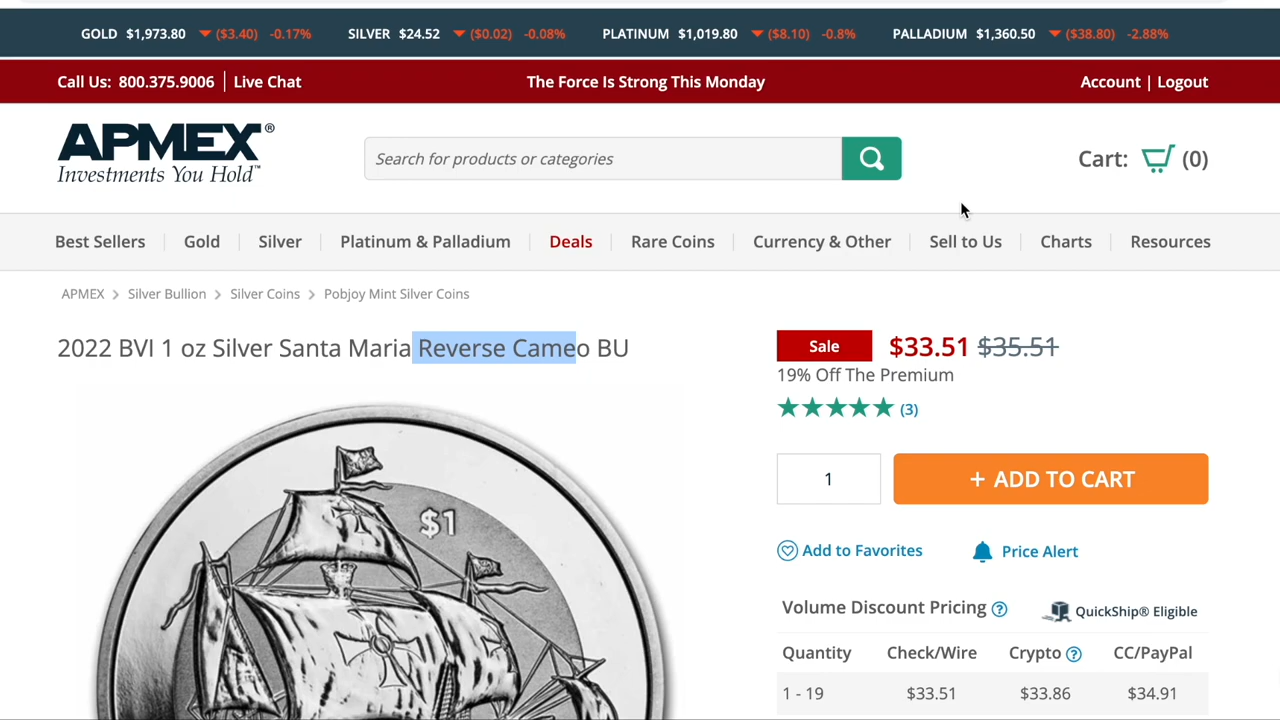 GOLD $1,973.80 ($3.40) -0.17% SILVER $24.52 ($0.02) -0.08% PLATINUM $1,019.80 ($8.10) -0.8% PALLADIUM $1,360.50 ($38.80) -2.88%
Call Us: 800.375.9006 | Live Chat The Force Is Strong This Monday Account | Logout
APMEX®
Investments You Hold™
Search for products or categories
Cart: (0)
Best Sellers Gold Silver Platinum & Palladium Deals Rare Coins Currency & Other Sell to Us Charts Resources
APMEX > Silver Bullion > Silver Coins > Pobjoy Mint Silver Coins
2022 BVI 1 oz Silver Santa Maria Reverse Cameo BU
Sale $33.51 $35.51
19% Off The Premium
(3)
1
+ ADD TO CART
Add to Favorites Price Alert
Volume Discount Pricing ? QuickShip® Eligible
Quantity Check/Wire Crypto ? CC/PayPal
1 - 19 $33.51 $33.86 $34.91
$1